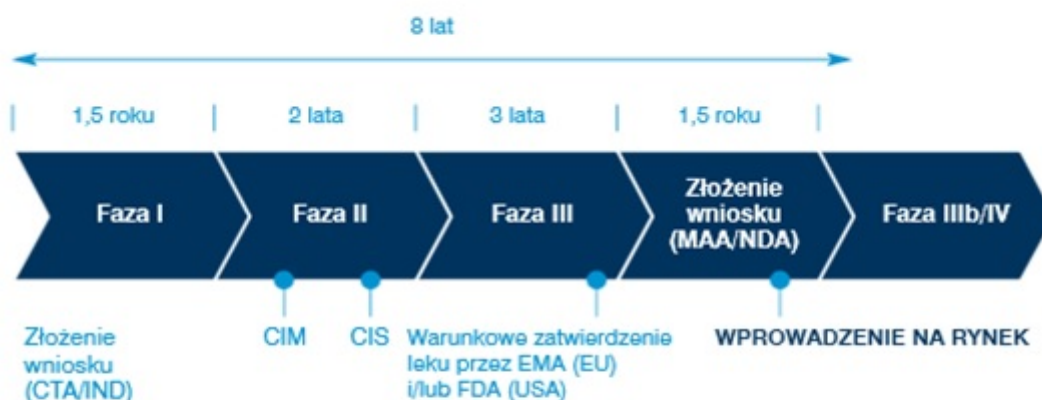 8 lat
1,5 roku
2 lata
3 lata
1,5 roku
Faza I
Faza II
Faza III
Złożenie
wniosku
(MAA/NDA)
Faza IIIb/IV
Złożenie
wniosku
(CTA/IND)
CIM
CIS
Warunkowe zatwierdzenie
leku przez EMA (EU)
i/lub FDA (USA)
WPROWADZENIE NA RYNEK